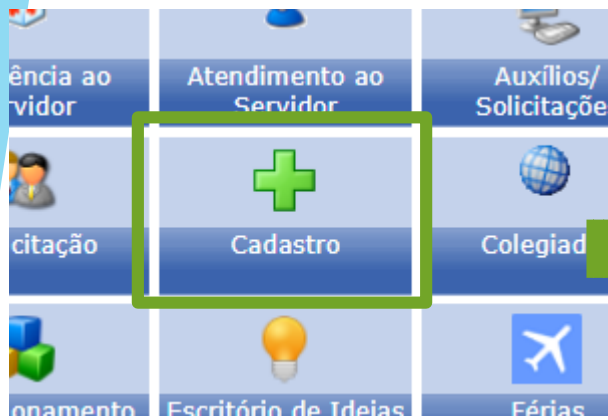 ência ao
rvidor
Atendimento ao
Servidor
Auxílios/
Solicitaçõe
citação
Cadastro
Colegiad
onamento
Escritório de Ideias
Férias